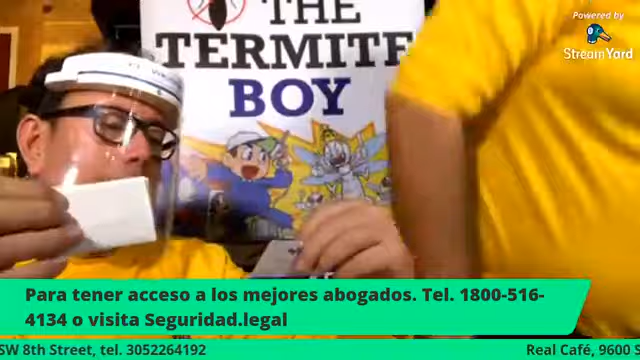 Powered by
StreamYard
THE
TERMITE
BOY
Para tener acceso a los mejores abogados. Tel. 1800-516-
4134 o visita Seguridad.legal
SW 8th Street, tel. 3052264192
Real Café, 9600 S